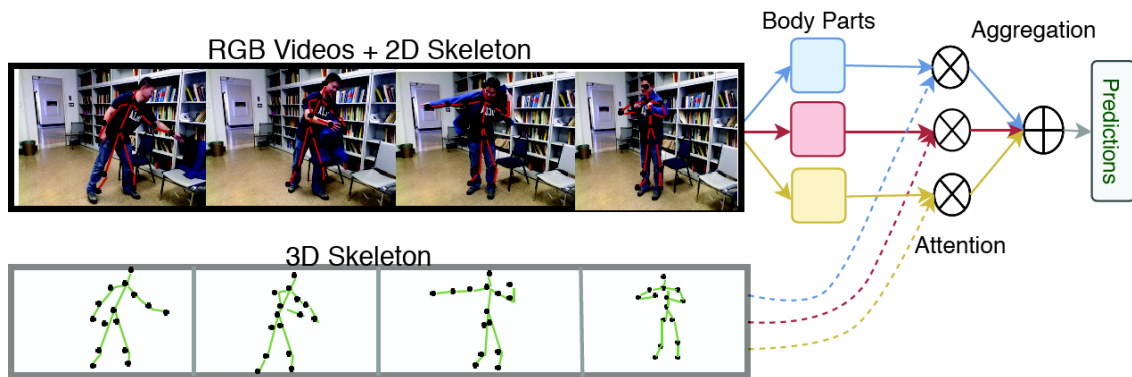 RGB Videos + 2D Skeleton
Body Parts
Aggregation
Predictions
Attention
3D Skeleton